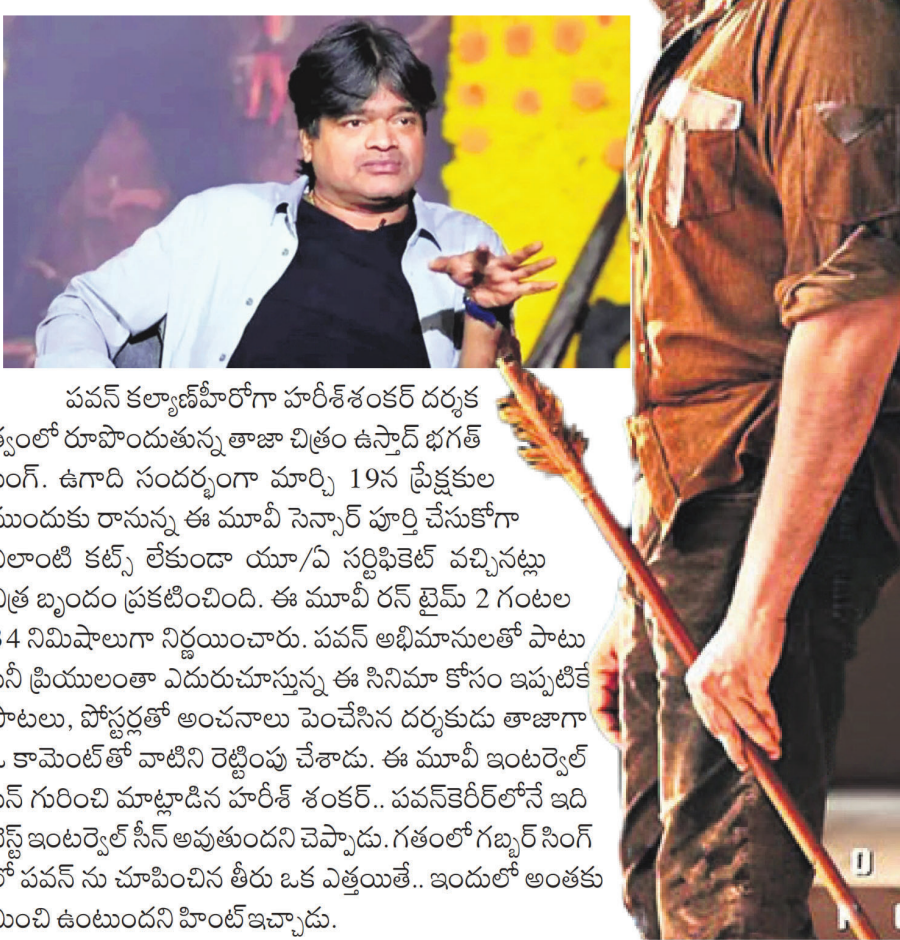 పవన్ కల్యాణ్‌హీరోగా హరీశ్‌శంకర్ దర్శక
త్వంలో రూపొందుతున్న తాజా చిత్రం ఉస్తాద్ భగత్
సింగ్. ఉగాది సందర్భంగా మార్చి 19న ప్రేక్షకుల
ముందుకు రానున్న ఈ మూవీ సెన్సార్ పూర్తి చేసుకోగా
ఎలాంటి కట్స్ లేకుండా యూ/ఏ సర్టిఫికెట్ వచ్చినట్లు
చిత్ర బృందం ప్రకటించింది. ఈ మూవీ రన్ టైమ్ 2 గంటల
34 నిమిషాలుగా నిర్ణయించారు. పవన్ అభిమానులతో పాటు
సినీ ప్రియులంతా ఎదురుచూస్తున్న ఈ సినిమా కోసం ఇప్పటికే
పాటలు, పోస్టర్లతో అంచనాలు పెంచేసిన దర్శకుడు తాజాగా
ఓ కామెంట్‌తో వాటిని రెట్టింపు చేశాడు. ఈ మూవీ ఇంటర్వెల్
సీన్ గురించి మాట్లాడిన హరీశ్ శంకర్.. పవన్‌కెరీర్‌లోనే ఇది
బెస్ట్ ఇంటర్వెల్ సీన్ అవుతుందని చెప్పాడు. గతంలో గబ్బర్ సింగ్
లో పవన్ ను చూపించిన తీరు ఒక ఎత్తయితే.. ఇందులో అంతకు
మించి ఉంటుందని హింట్ ఇచ్చాడు.